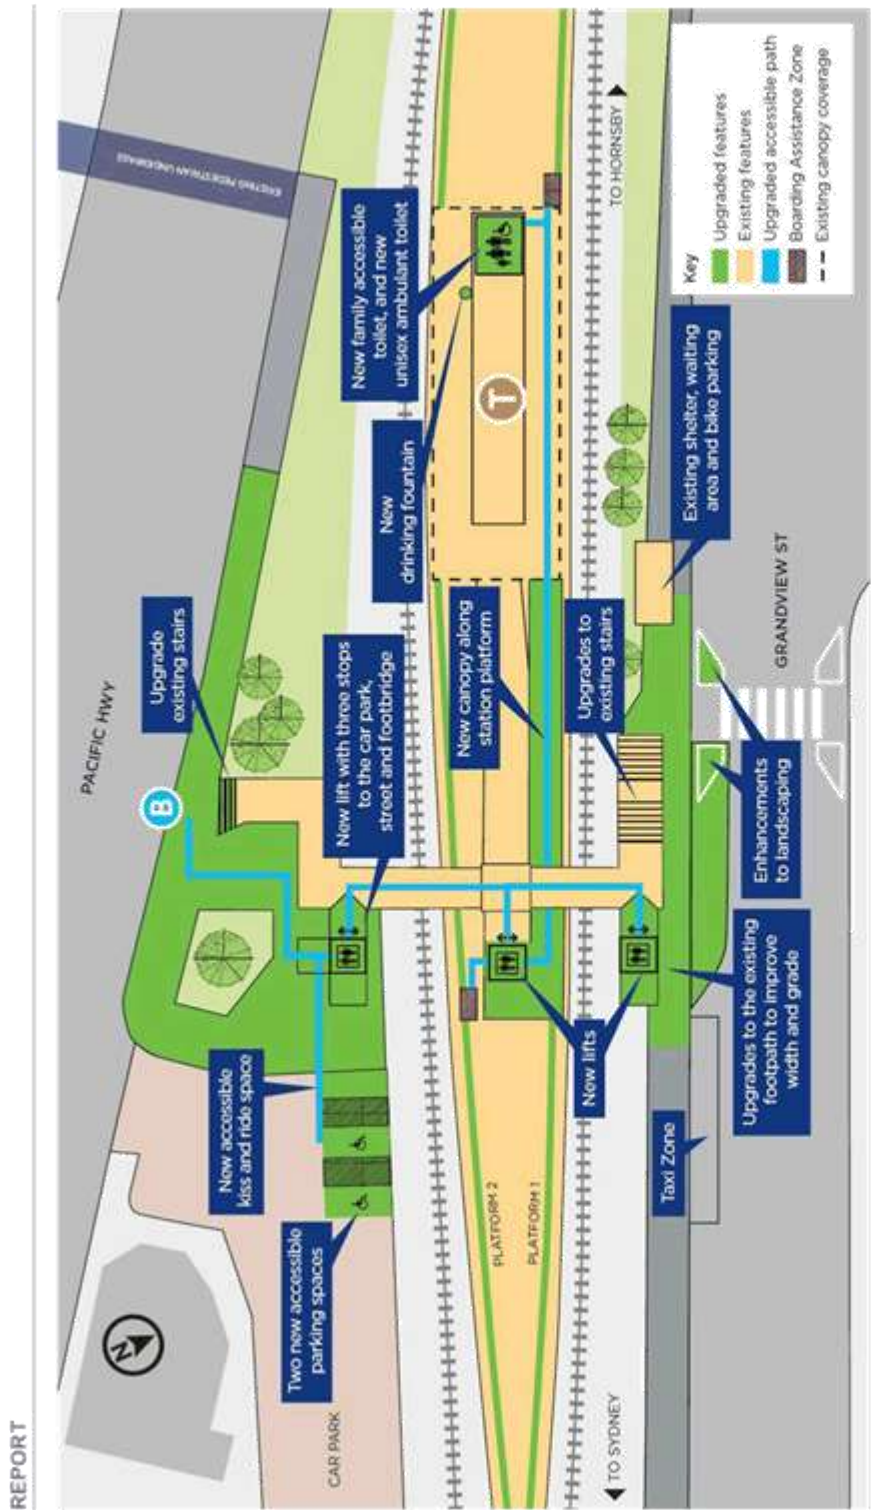 REPORT
PACIFIC HWY
EXISTING PEDESTRIAN UNDERPASS
B
Upgrade
existing stairs
New accessible
kiss and ride space
Two new accessible
parking spaces
N
CAR PARK
New lift with three stops
to the car park,
street and footbridge
New
drinking fountain
New family accessible
toilet, and new
unisex ambulant toilet
T
New canopy along
station platform
PLATFORM 2
PLATFORM 1
New lifts
Upgrades to
existing stairs
TO SYDNEY
TO HORNSBY
Taxi Zone
Upgrades to the existing
footpath to improve
width and grade
Enhancements
to landscaping
Existing shelter, waiting
area and bike parking
GRANDVIEW ST
Key
Upgraded features
Existing features
Upgraded accessible path
Boarding Assistance Zone
Existing canopy coverage